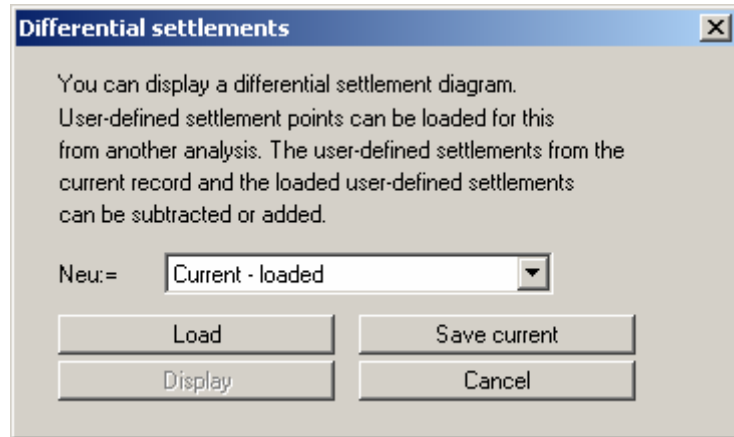 Differential settlements
You can display a differential settlement diagram.
User-defined settlement points can be loaded for this
from another analysis. The user-defined settlements from the
current record and the loaded user-defined settlements
can be subtracted or added.
Neu:= Current - loaded
Load Save current
Display Cancel